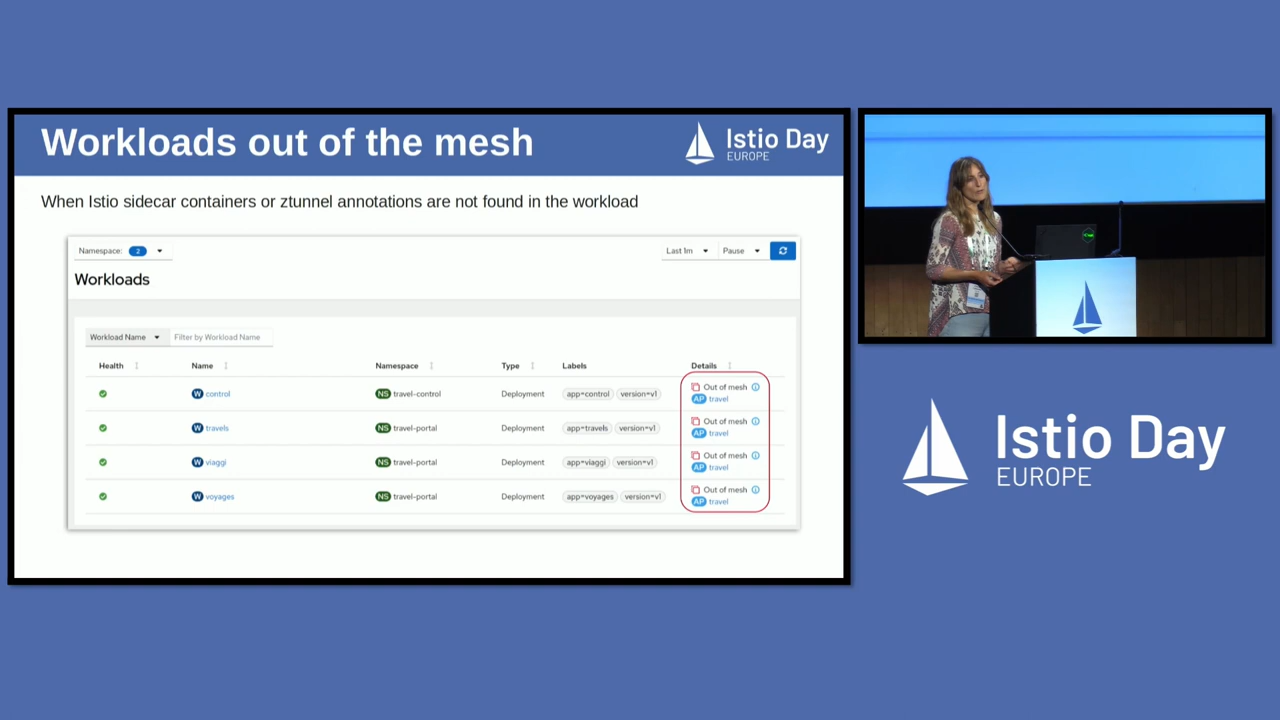 Workloads out of the mesh
Istio Day
EUROPE
When Istio sidecar containers or ztunnel annotations are not found in the workload
Namespace: 2
Last 1m
Pause
Workloads
Workload Name
Filter by Workload Name
Health Name Namespace Type Labels Details
W control NS travel-control Deployment app=control version=v1 Out of mesh
AP travel
W travels NS travel-portal Deployment app=travels version=v1 Out of mesh
AP travel
W viaggi NS travel-portal Deployment app=viaggi version=v1 Out of mesh
AP travel
W voyages NS travel-portal Deployment app=voyages version=v1 Out of mesh
AP travel
Istio Day
EUROPE